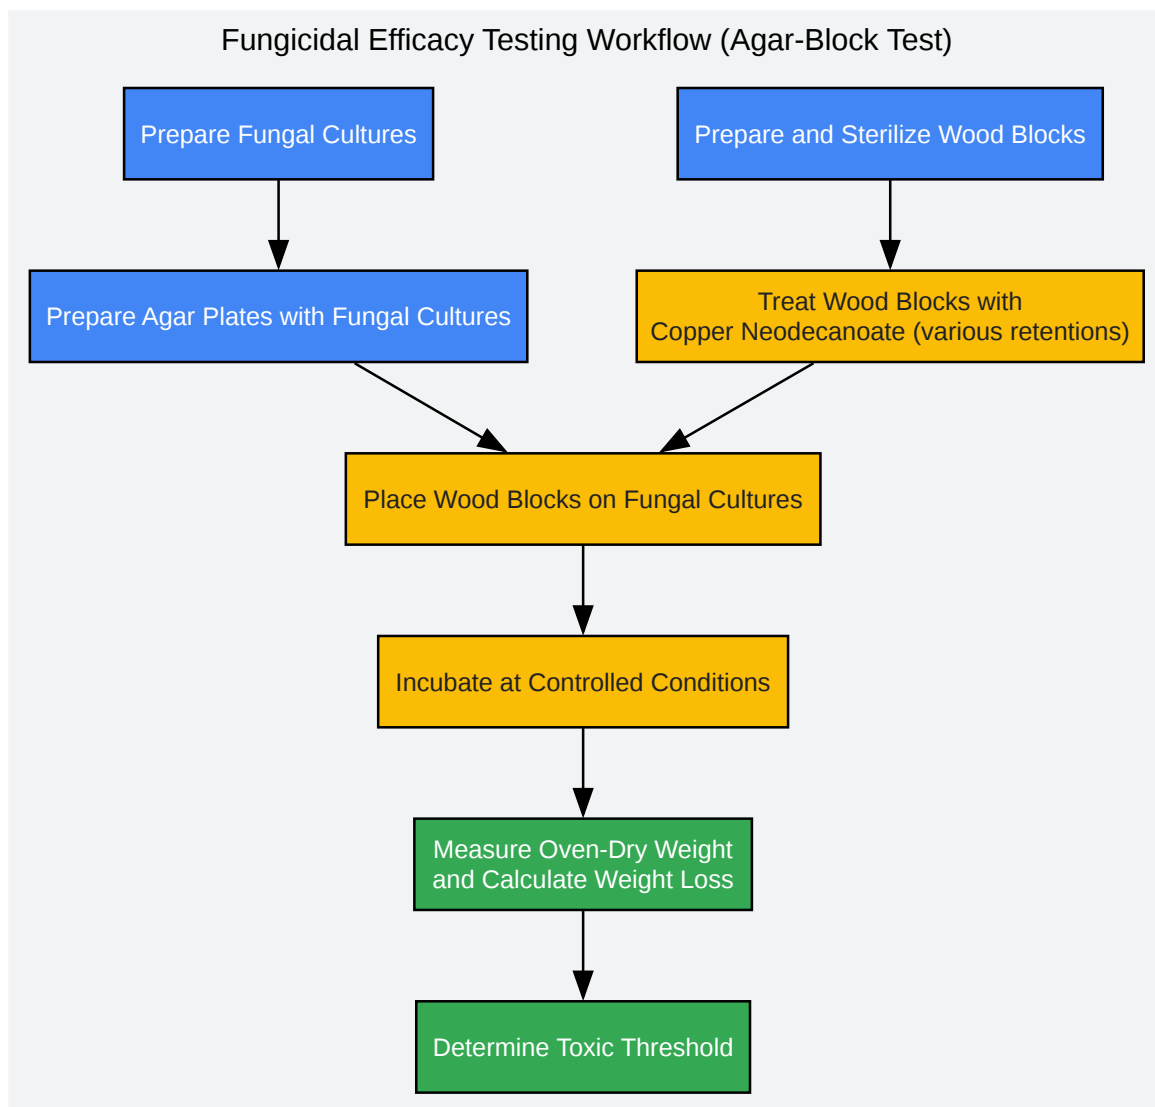 Fungicidal Efficacy Testing Workflow (Agar-Block Test)
Prepare Fungal Cultures
Prepare and Sterilize Wood Blocks
Prepare Agar Plates with Fungal Cultures
Treat Wood Blocks with
Copper Neodecanoate (various retentions)
Place Wood Blocks on Fungal Cultures
Incubate at Controlled Conditions
Measure Oven-Dry Weight
and Calculate Weight Loss
Determine Toxic Threshold